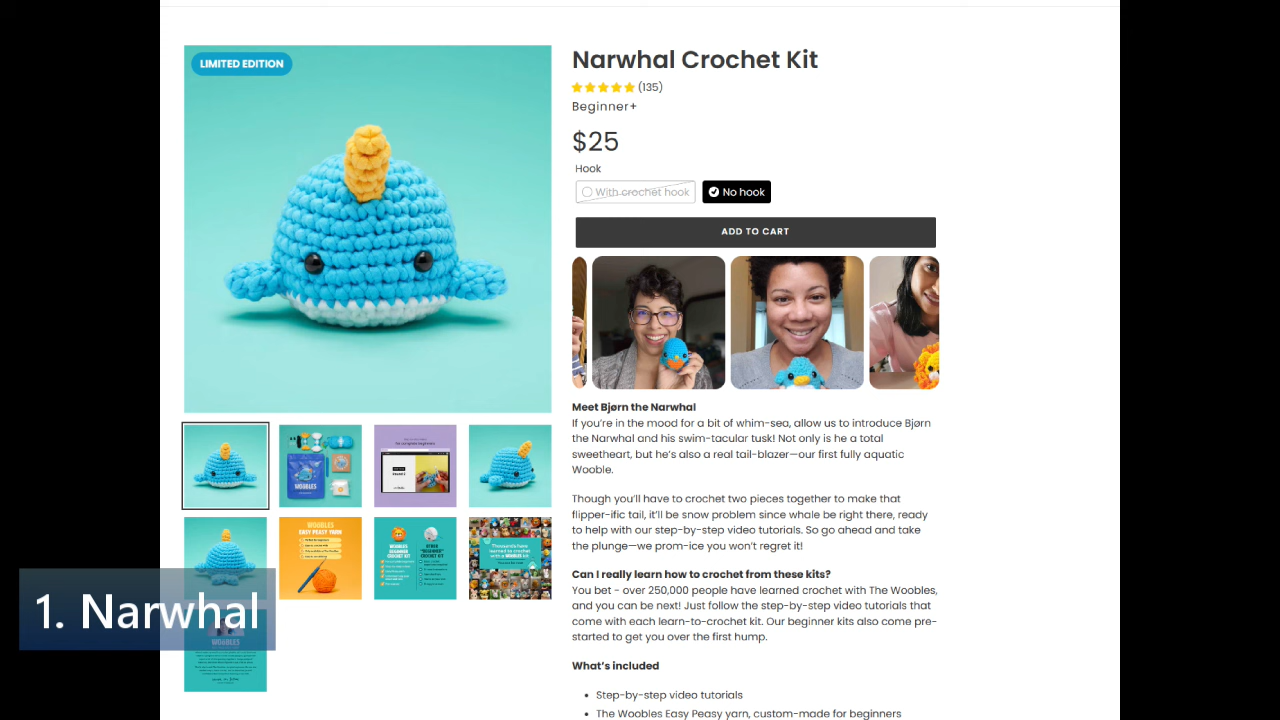 LIMITED EDITION
Narwhal Crochet Kit
(135)
Beginner+
$25
Hook
With crochet hook
No hook
ADD TO CART
Meet Bjørn the Narwhal
If you're in the mood for a bit of whim-sea, allow us to introduce Bjørn
the Narwhal and his swim-tacular tusk! Not only is he a total
sweetheart, but he's also a real tail-blazer—our first fully aquatic
Wooble.
Though you'll have to crochet two pieces together to make that
flipper-ific tail, it'll be snow problem since whale be right there, ready
to help with our step-by-step video tutorials. So go ahead and take
the plunge—we prom-ice you won't regret it!
Can I really learn how to crochet from these kits?
You bet - over 250,000 people have learned crochet with The Woobles,
and you can be next! Just follow the step-by-step video tutorials that
come with each learn-to-crochet kit. Our beginner kits also come pre-
started to get you over the first hump.
What's included
• Step-by-step video tutorials
• The Woobles Easy Peasy yarn, custom-made for beginners
WOOBLES
WOOBLES
EASY PEASY YARN
1. Narwhal